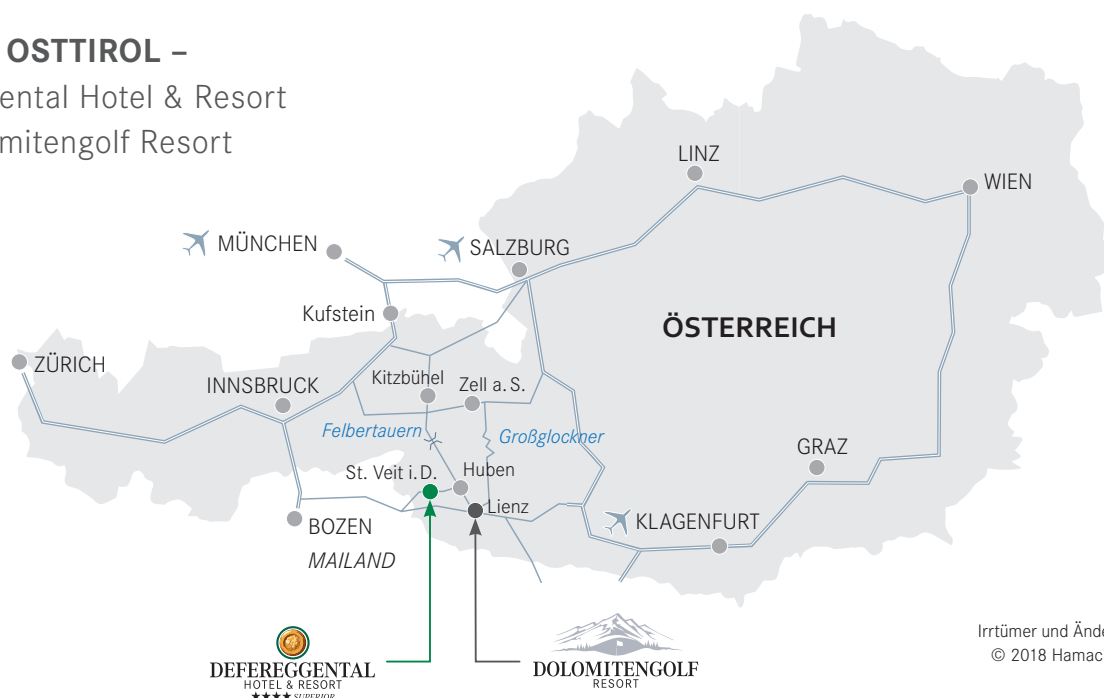 OSTTIROL –
ental Hotel & Resort
mitengolf Resort
LINZ
WIEN
MÜNCHEN
SALZBURG
Kufstein
ÖSTERREICH
ZÜRICH
INNSBRUCK
Kitzbühel
Zell a. S.
Felbertauern
Großglockner
GRAZ
St. Veit i. D.
Huben
Lienz
BOZEN
MAILAND
KLAGENFURT
DEFEREGGENTAL
HOTEL & RESORT
★★★★ SUPERIOR
DOLOMITENGOLF
RESORT
Irrtümer und Ände
© 2018 Hamac